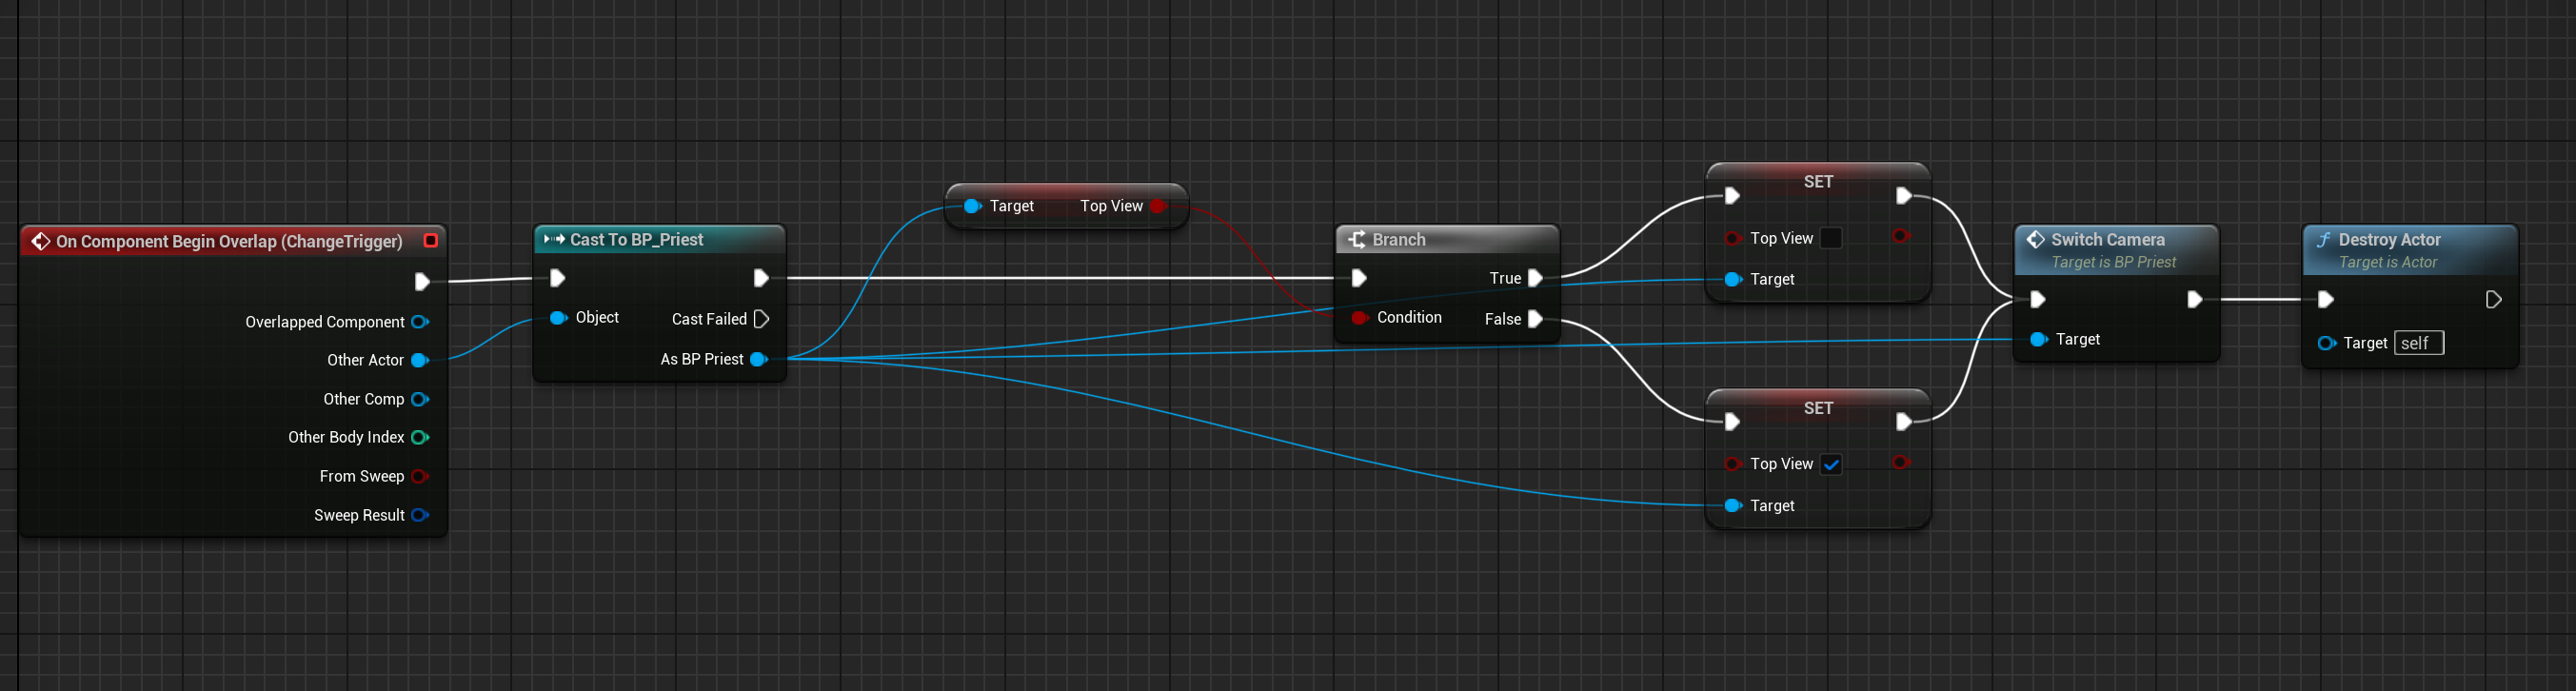 On Component Begin Overlap (ChangeTrigger)
Overlapped Component
Other Actor
Other Comp
Other Body Index
From Sweep
Sweep Result
Cast To BP_Priest
Object
Cast Failed
As BP Priest
Target Top View
Branch
True
Condition
False
SET
Top View
Target
SET
Top View
Target
Switch Camera
Target is BP Priest
Target
Destroy Actor
Target is Actor
Target self